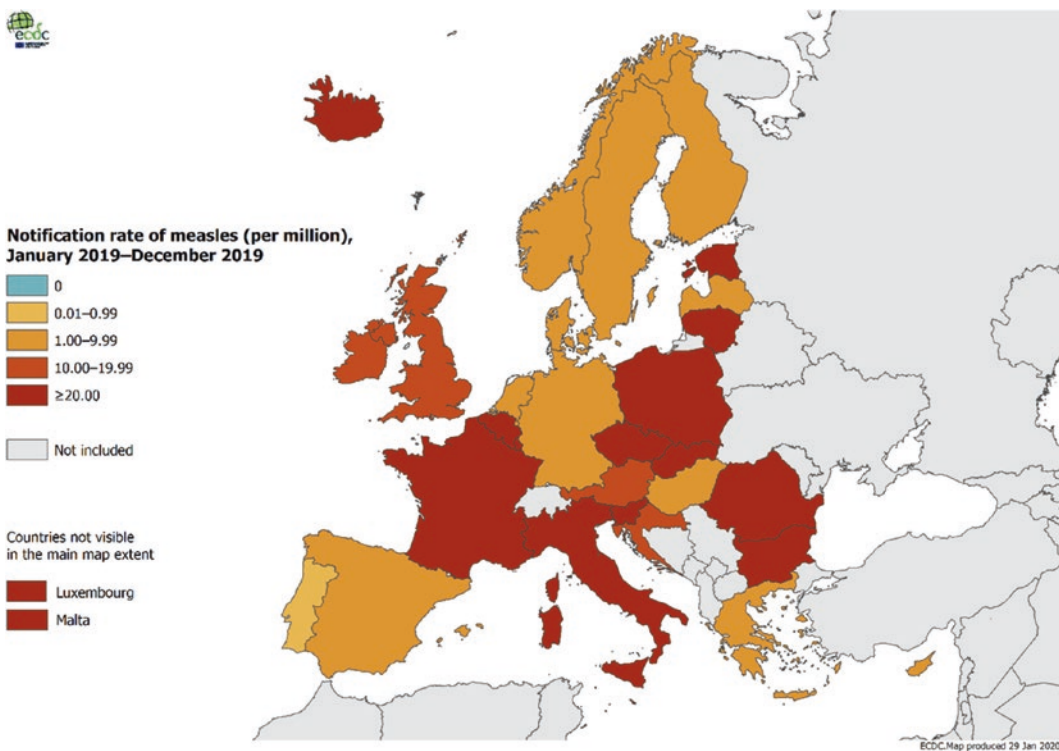 ecdc
Notification rate of measles (per million),
January 2019–December 2019
0
0.01–0.99
1.00–9.99
10.00–19.99
≥20.00
Not included
Countries not visible
in the main map extent
Luxembourg
Malta
ECDC.Map produced 29 Jan 2020